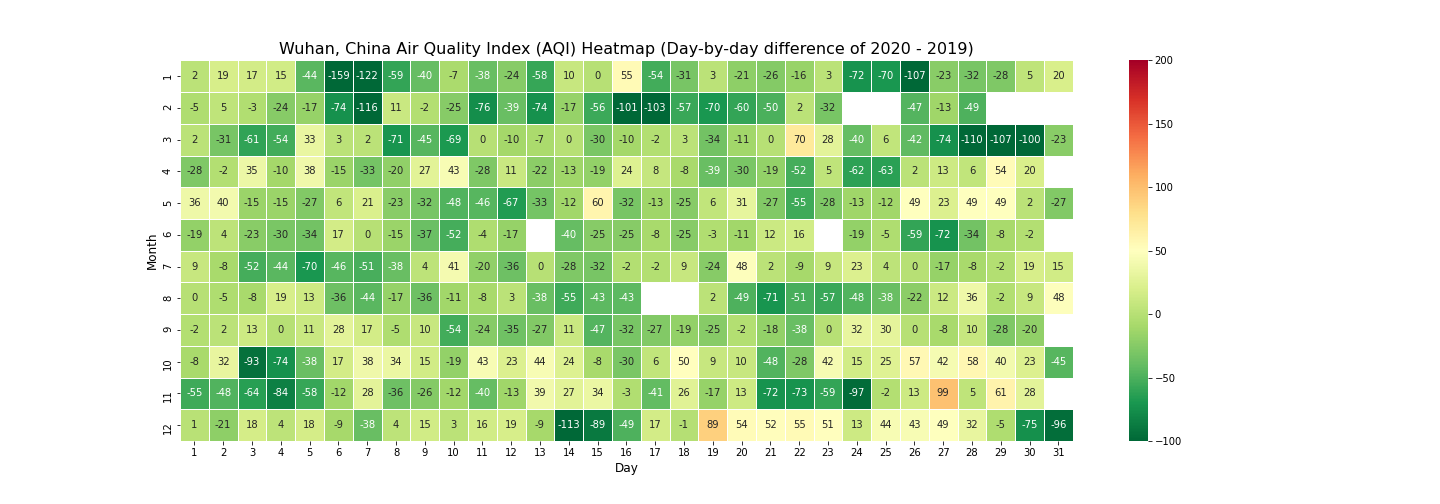 Wuhan, China Air Quality Index (AQI) Heatmap (Day-by-day difference of 2020 - 2019)
1 2 19 17 15 -44 -159 -122 -59 -40 -7 -38 -24 -58 10 0 55 -54 -31 3 -21 -26 -16 3 -72 -70 -107 -23 -32 -28 5 20
2 -5 5 -3 -24 -17 -74 -116 11 -2 -25 -76 -39 -74 -17 -56 -101 -103 -57 -70 -60 -50 2 -32 -47 -13 -49
3 2 -31 -61 -54 33 3 2 -71 -45 -69 0 -10 -7 0 -30 -10 -2 3 -34 -11 0 70 28 -40 6 -42 -74 -110 -107 -100 -23
4 -28 -2 35 -10 38 -15 -33 -20 27 43 -28 11 -22 -13 -19 24 8 -8 -39 -30 -19 -52 5 -62 -63 2 13 6 54 20
5 36 40 -15 -15 -27 6 21 -23 -32 -48 -46 -67 -33 -12 60 -32 -13 -25 6 31 -27 -55 -28 -13 -12 49 23 49 49 2 -27
6 -19 4 -23 -30 -34 17 0 -15 -37 -52 -4 -17 -40 -25 -25 -8 -25 -3 -11 12 16 -19 -5 -59 -72 -34 -8 -2
7 9 -8 -52 -44 -70 -46 -51 -38 4 41 -20 -36 0 -28 -32 -2 -2 9 -24 48 2 -9 9 23 4 0 -17 -8 -2 19 15
8 0 -5 -8 19 13 -36 -44 -17 -36 -11 -8 3 -38 -55 -43 -43 2 -49 -71 -51 -57 -48 -38 -22 12 36 -2 9 48
9 -2 2 13 0 11 28 17 -5 10 -54 -24 -35 -27 11 -47 -32 -27 -19 -25 -2 -18 -38 0 32 30 0 -8 10 -28 -20
10 -8 32 -93 -74 -38 17 38 34 15 -19 43 23 44 24 -8 -30 6 50 9 10 -48 -28 42 15 25 57 42 58 40 23 -45
11 -55 -48 -64 -84 -58 -12 28 -36 -26 -12 -40 -13 39 27 34 -3 -41 26 -17 13 -72 -73 -59 -97 -2 13 99 5 61 28
12 1 -21 18 4 18 -9 -38 4 15 3 16 19 -9 -113 -89 -49 17 -1 89 54 52 55 51 13 44 43 49 32 -5 -75 -96
1 2 3 4 5 6 7 8 9 10 11 12 13 14 15 16 17 18 19 20 21 22 23 24 25 26 27 28 29 30 31
Day
Month
200
150
100
50
0
−50
−100